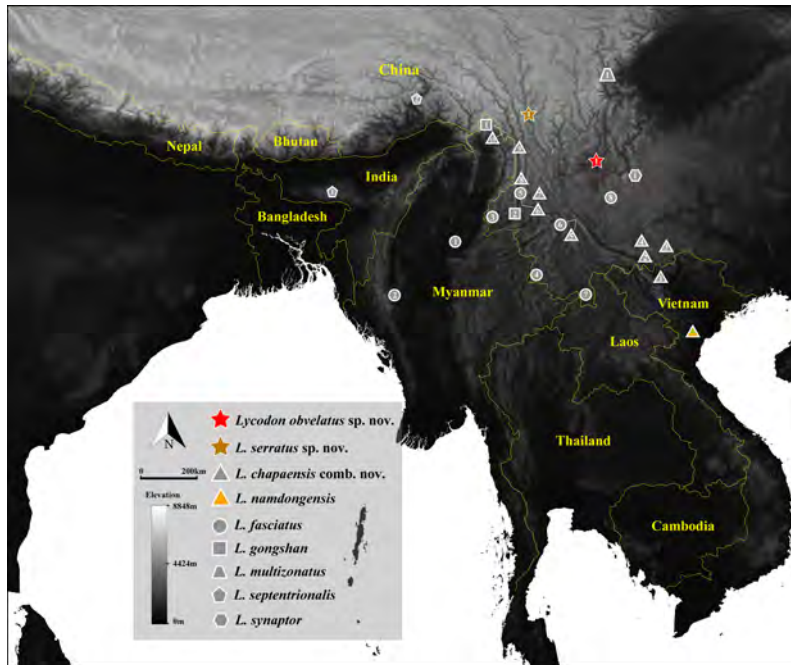 China
Nepal
Bhutan
India
Bangladesh
Myanmar
Vietnam
Laos
Thailand
Cambodia
N
0 200km
Elevation
8848m
4424m
0m
Lycodon obvelatus sp. nov.
L. serratus sp. nov.
L. chapaensis comb. nov.
L. namdongensis
L. fasciatus
L. gongshan
L. multizonatus
L. septentrionalis
L. synaptor